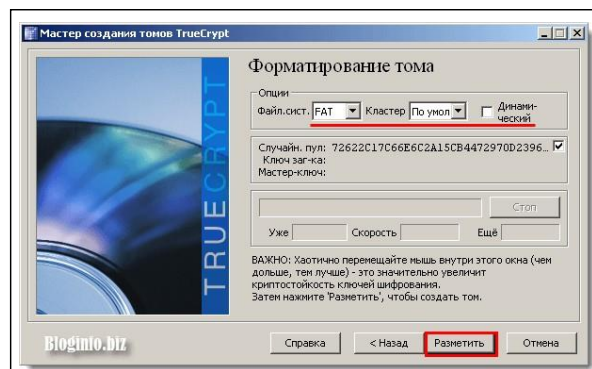 Мастер создания томов TrueCrypt
TRUECRYPT
Форматирование тома
Опции
Файл.сист. FAT Кластер По умол Динами-
ческий
Случайн. пул: 72622C17C66E6C2A15CB4472970D2396...
Ключ заг-ка:
Мастер-ключ:
Стоп
Уже Скорость Ещё
ВАЖНО: Хаотично перемещайте мышь внутри этого окна (чем
дольше, тем лучше) - это значительно увеличит
криптостойкость ключей шифрования.
Затем нажмите 'Разметить', чтобы создать том.
Bloginfo.biz
Справка < Назад Разметить Отмена